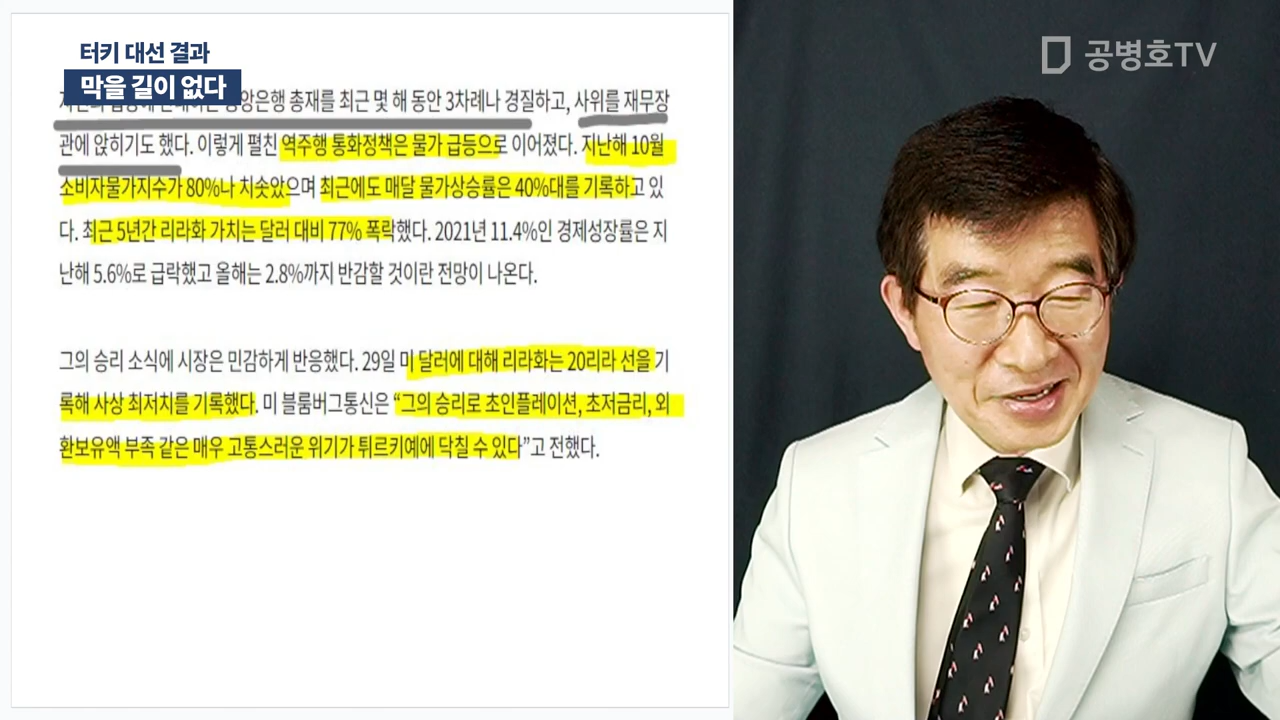 터키 대선 결과
막을 길이 없다
공병호TV
총재를 최근 몇 해 동안 3차례나 경질하고, 사위를 재무장
관에 앉히기도 했다. 이렇게 펼친 역주행 통화정책은 물가 급등으로 이어졌다. 지난해 10월
소비자물가지수가 80%나 치솟았으며 최근에도 매달 물가상승률은 40%대를 기록하고 있
다. 최근 5년간 리라화 가치는 달러 대비 77% 폭락했다. 2021년 11.4%인 경제성장률은 지
난해 5.6%로 급락했고 올해는 2.8%까지 반감할 것이란 전망이 나온다.
그의 승리 소식에 시장은 민감하게 반응했다. 29일 미 달러에 대해 리라화는 20리라 선을 기
록해 사상 최저치를 기록했다. 미 블룸버그통신은 “그의 승리로 초인플레이션, 초저금리, 외
환보유액 부족 같은 매우 고통스러운 위기가 튀르키예에 닥칠 수 있다”고 전했다.